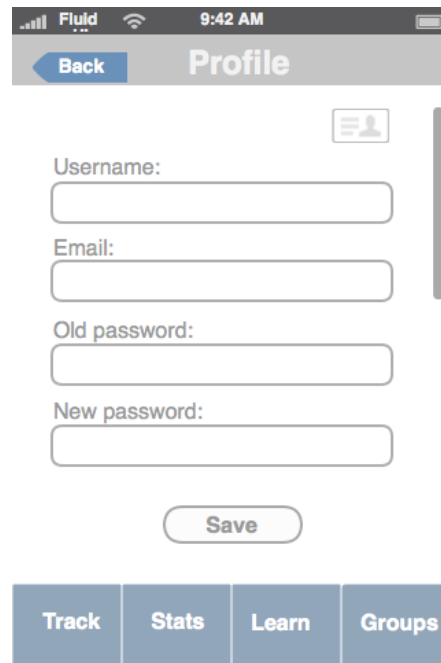 Fluid 9:42 AM
Back Profile
Username:
Email:
Old password:
New password:
Save
Track Stats Learn Groups